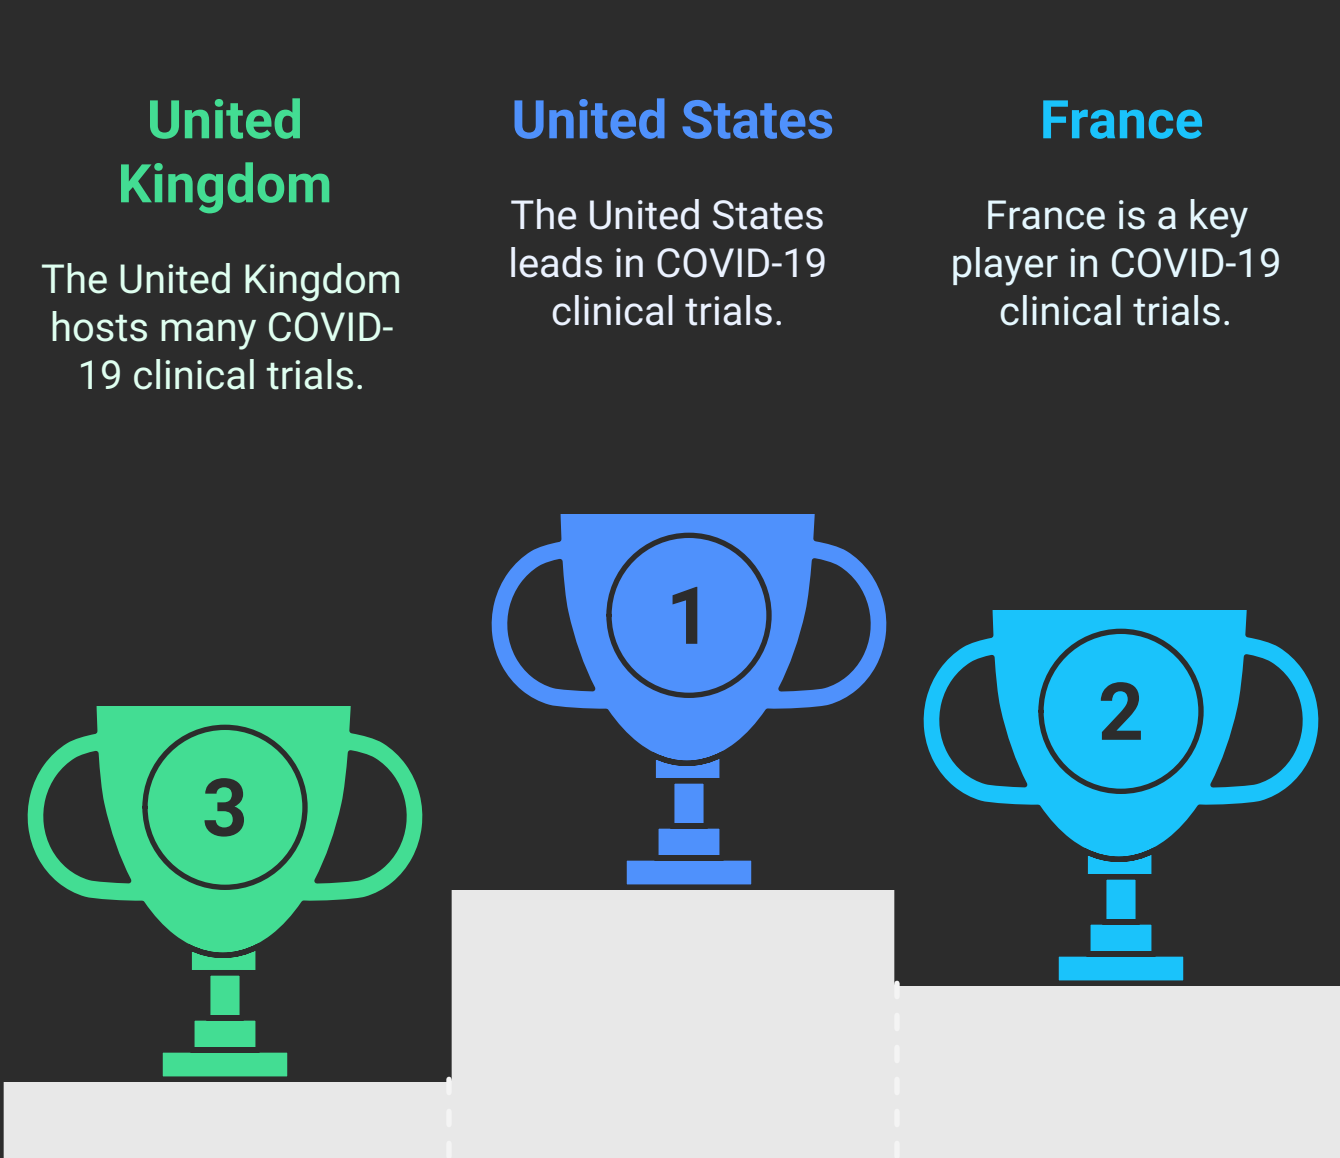 United
Kingdom
The United Kingdom
hosts many COVID-
19 clinical trials.
United States
The United States
leads in COVID-19
clinical trials.
France
France is a key
player in COVID-19
clinical trials.
3
1
2